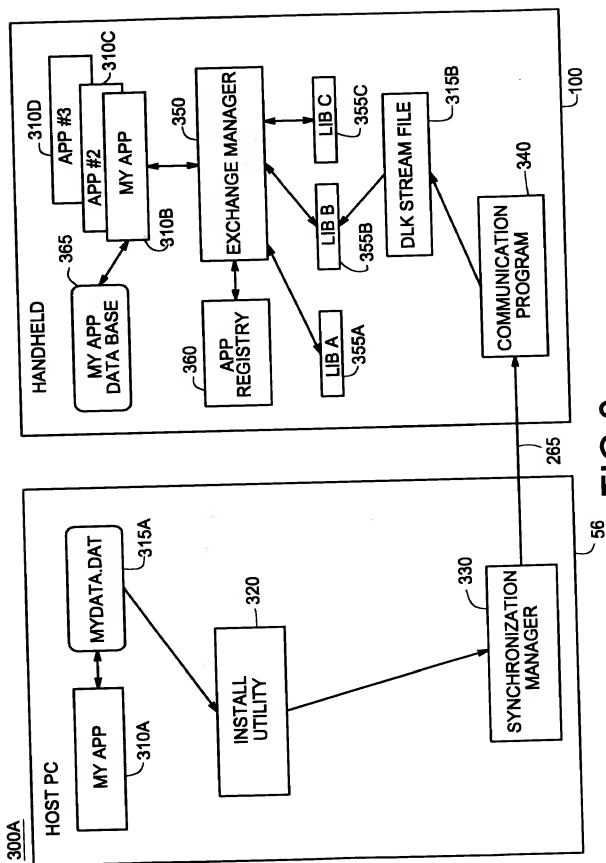 300A
HOST PC
MY APP
310A
MYDATA.DAT
315A
INSTALL
UTILITY
320
SYNCHRONIZATION
MANAGER
330
56
265
HANDHELD
MY APP
DATA BASE
365
APP #3
310D
APP #2
310C
MY APP
310B
EXCHANGE MANAGER
350
APP
REGISTRY
360
LIB A
355A
LIB B
355B
LIB C
355C
DLK STREAM FILE
315B
COMMUNICATION
PROGRAM
340
100